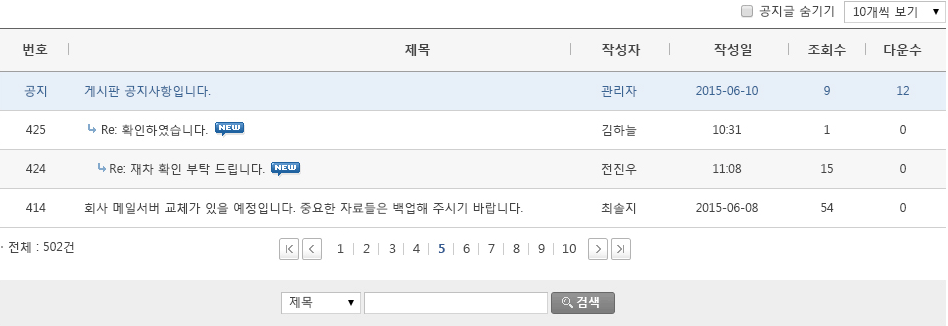 공지글 숨기기 10개씩 보기 ▼
번호 제목 작성자 작성일 조회수 다운수
공지 게시판 공지사항입니다. 관리자 2015-06-10 9 12
425 Re: 확인하였습니다. NEW 김하늘 10:31 1 0
424 Re: 재차 확인 부탁 드립니다. NEW 전진우 11:08 15 0
414 회사 메일서버 교체가 있을 예정입니다. 중요한 자료들은 백업해 주시기 바랍니다. 최솔지 2015-06-08 54 0
· 전체 : 502건 1 2 3 4 5 6 7 8 9 10
제목 ▼ 검색